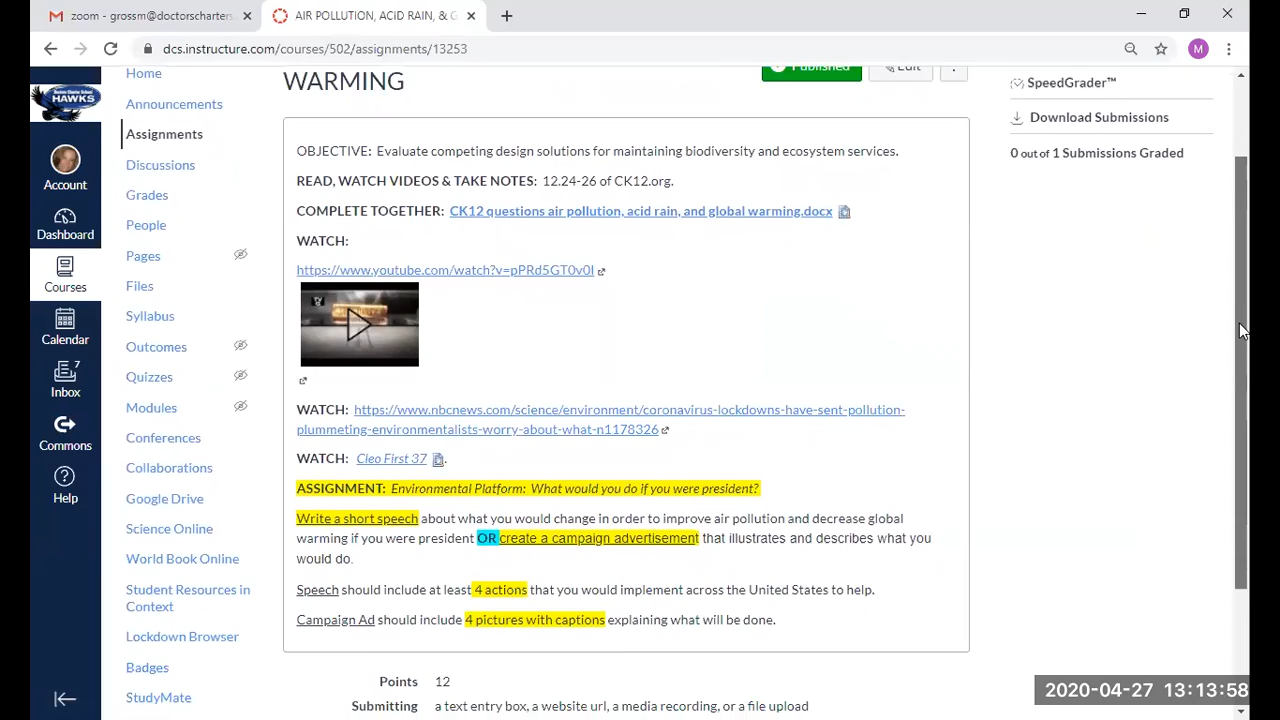 zoom - grossm@doctorscharters
AIR POLLUTION, ACID RAIN, & G
dcs.instructure.com/courses/502/assignments/13253
M
HAWKS
Account
Dashboard
Courses
Calendar
7
Inbox
Commons
Help
Home
Announcements
Assignments
Discussions
Grades
People
Pages
Files
Syllabus
Outcomes
Quizzes
Modules
Conferences
Collaborations
Google Drive
Science Online
World Book Online
Student Resources in
Context
Lockdown Browser
Badges
StudyMate
WARMING
Published
Edit
OBJECTIVE: Evaluate competing design solutions for maintaining biodiversity and ecosystem services.
READ, WATCH VIDEOS & TAKE NOTES: 12.24-26 of CK12.org.
COMPLETE TOGETHER: CK12 questions air pollution, acid rain, and global warming.docx
WATCH:
https://www.youtube.com/watch?v=pPRd5GT0v0I
WATCH: https://www.nbcnews.com/science/environment/coronavirus-lockdowns-have-sent-pollution-
plummeting-environmentalists-worry-about-what-n1178326
WATCH: Cleo First 37 .
ASSIGNMENT: Environmental Platform: What would you do if you were president?
Write a short speech about what you would change in order to improve air pollution and decrease global
warming if you were president OR create a campaign advertisement that illustrates and describes what you
would do.
Speech should include at least 4 actions that you would implement across the United States to help.
Campaign Ad should include 4 pictures with captions explaining what will be done.
Points 12
Submitting a text entry box, a website url, a media recording, or a file upload
SpeedGrader™
Download Submissions
0 out of 1 Submissions Graded
2020-04-27 13:13:58